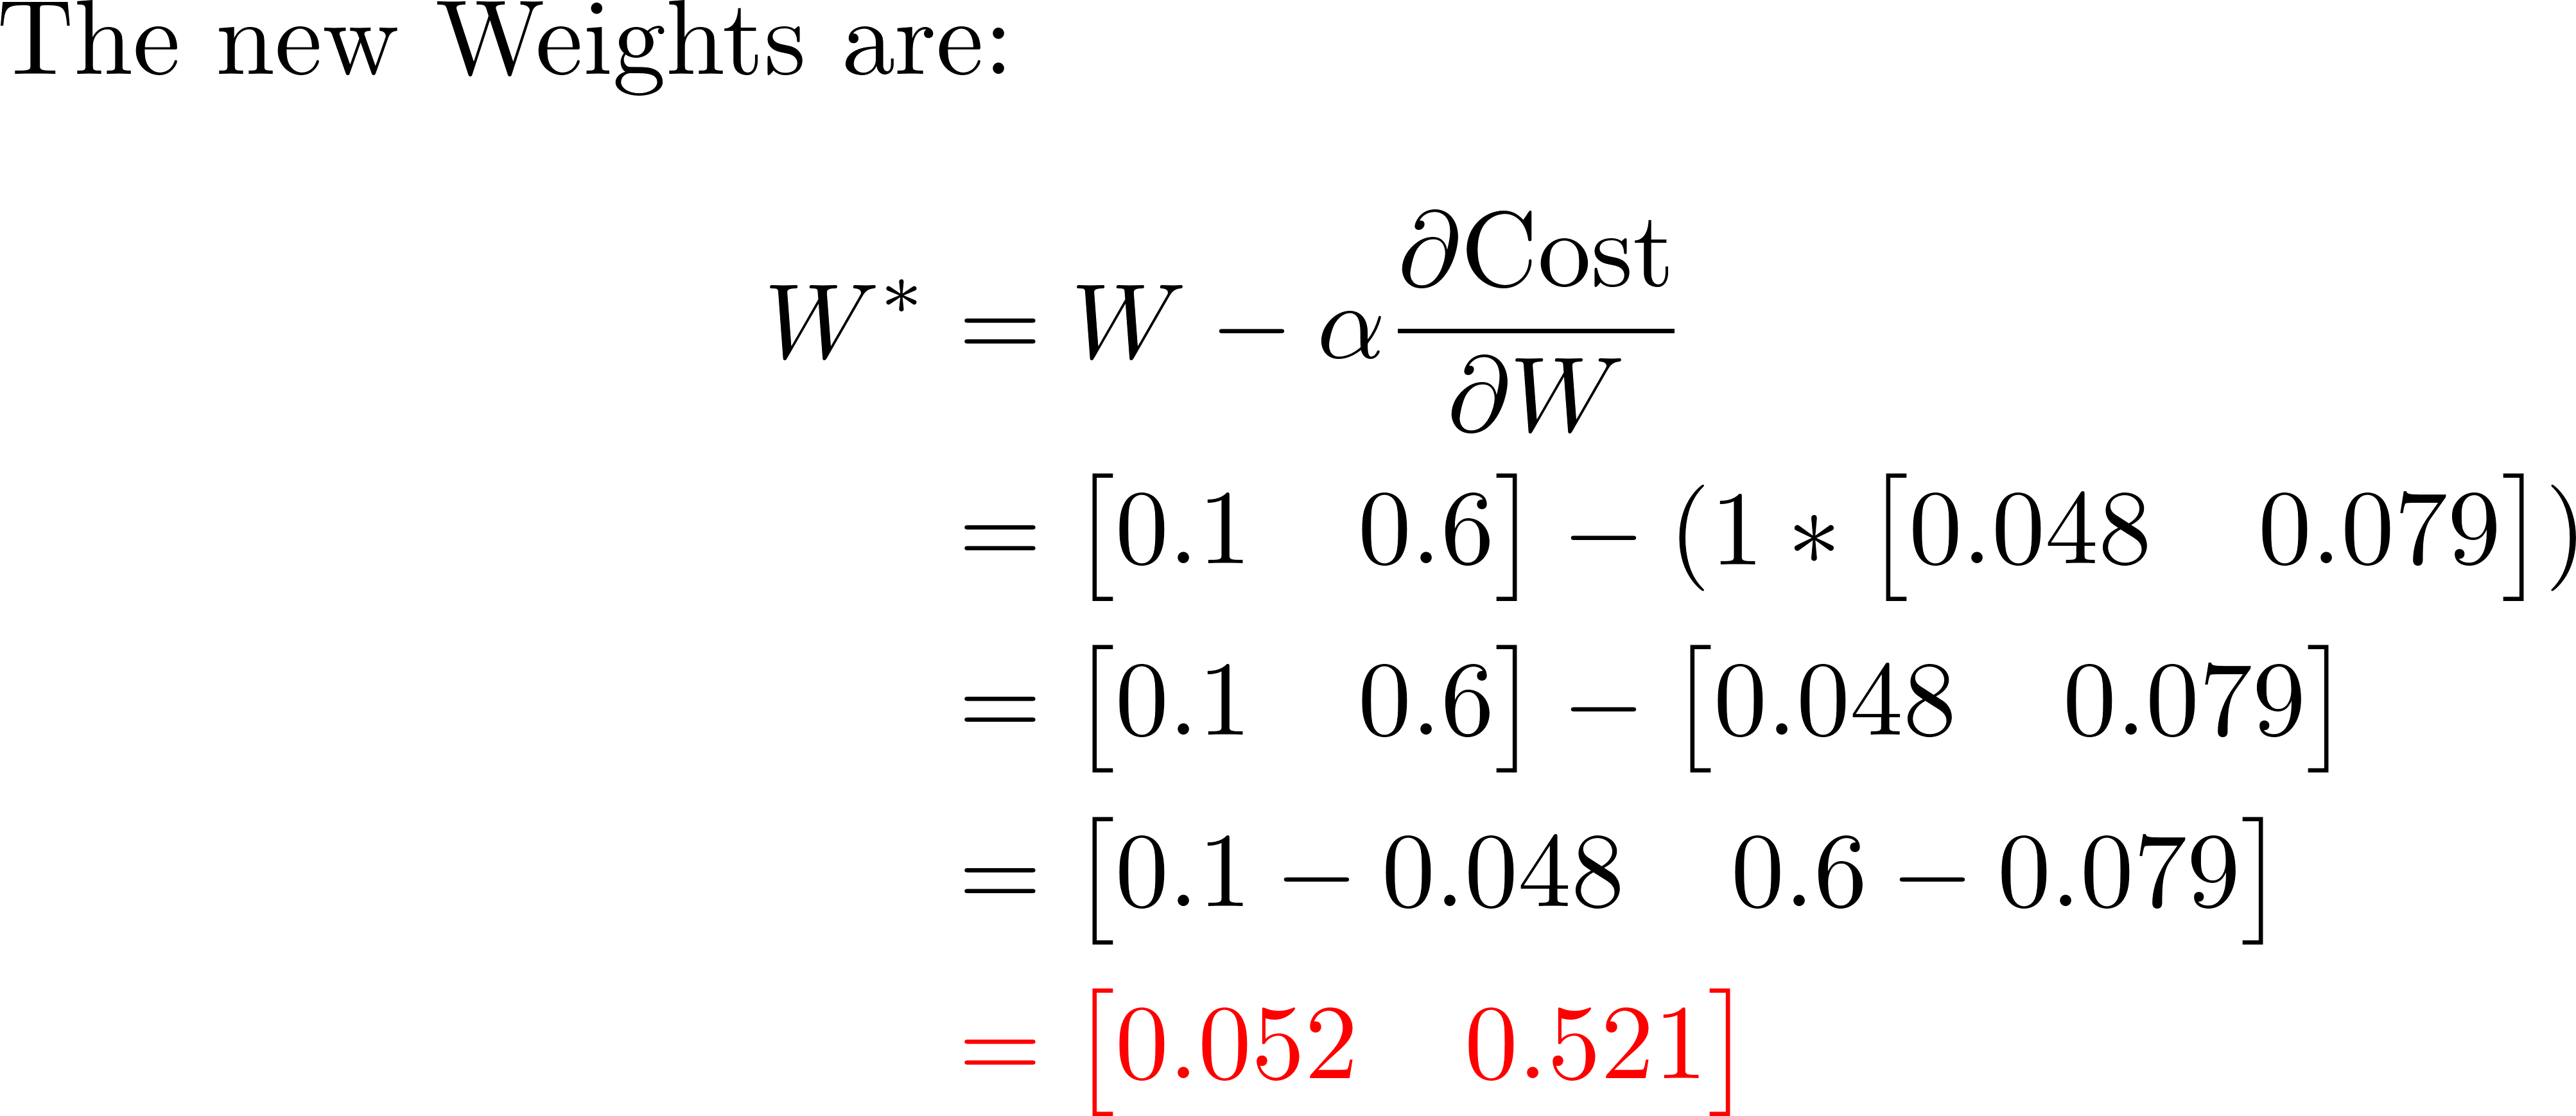 The new Weights are:
W* = W − α ∂Cost/∂W
= [0.1 0.6] − (1 * [0.048 0.079])
= [0.1 0.6] − [0.048 0.079]
= [0.1 − 0.048 0.6 − 0.079]
= [0.052 0.521]